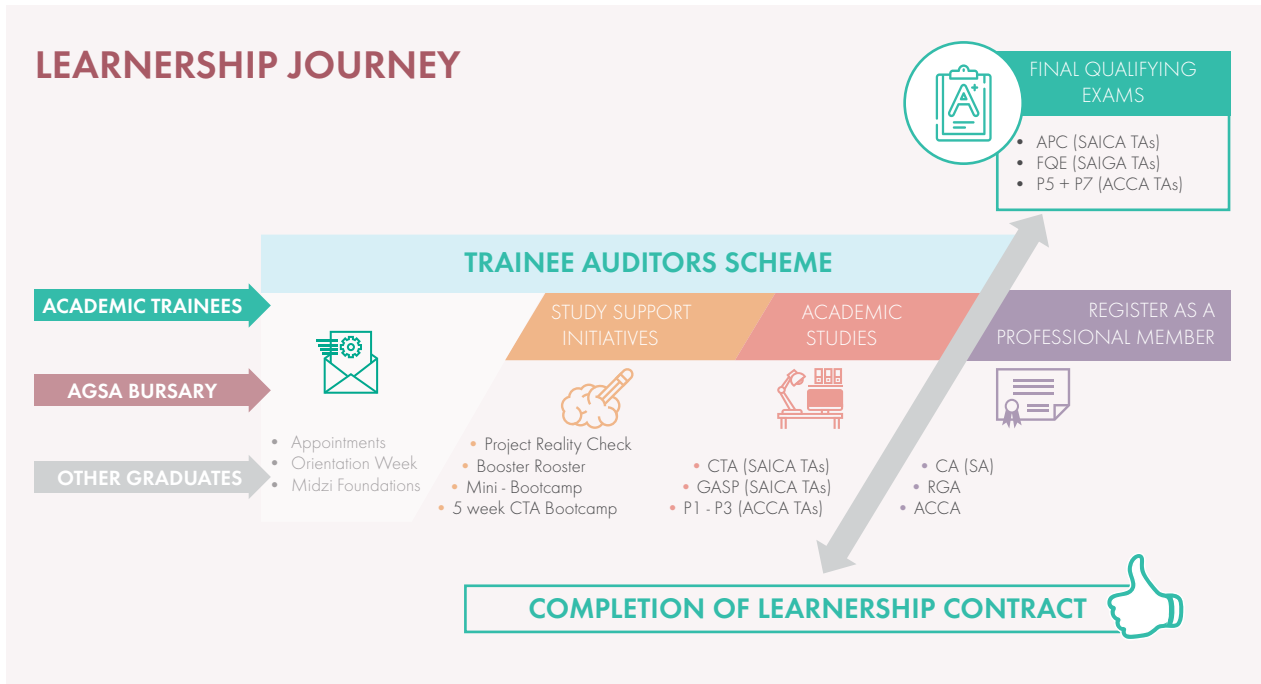 LEARNERSHIP JOURNEY
FINAL QUALIFYING
EXAMS
• APC (SAICA TAs)
• FQE (SAIGA TAs)
• P5 + P7 (ACCA TAs)
TRAINEE AUDITORS SCHEME
ACADEMIC TRAINEES
AGSA BURSARY
OTHER GRADUATES
• Appointments
• Orientation Week
• Midzi Foundations
STUDY SUPPORT
INITIATIVES
• Project Reality Check
• Booster Rooster
• Mini - Bootcamp
• 5 week CTA Bootcamp
ACADEMIC
STUDIES
• CTA (SAICA TAs)
• GASP (SAICA TAs)
• P1 - P3 (ACCA TAs)
REGISTER AS A
PROFESSIONAL MEMBER
• CA (SA)
• RGA
• ACCA
COMPLETION OF LEARNERSHIP CONTRACT
A+